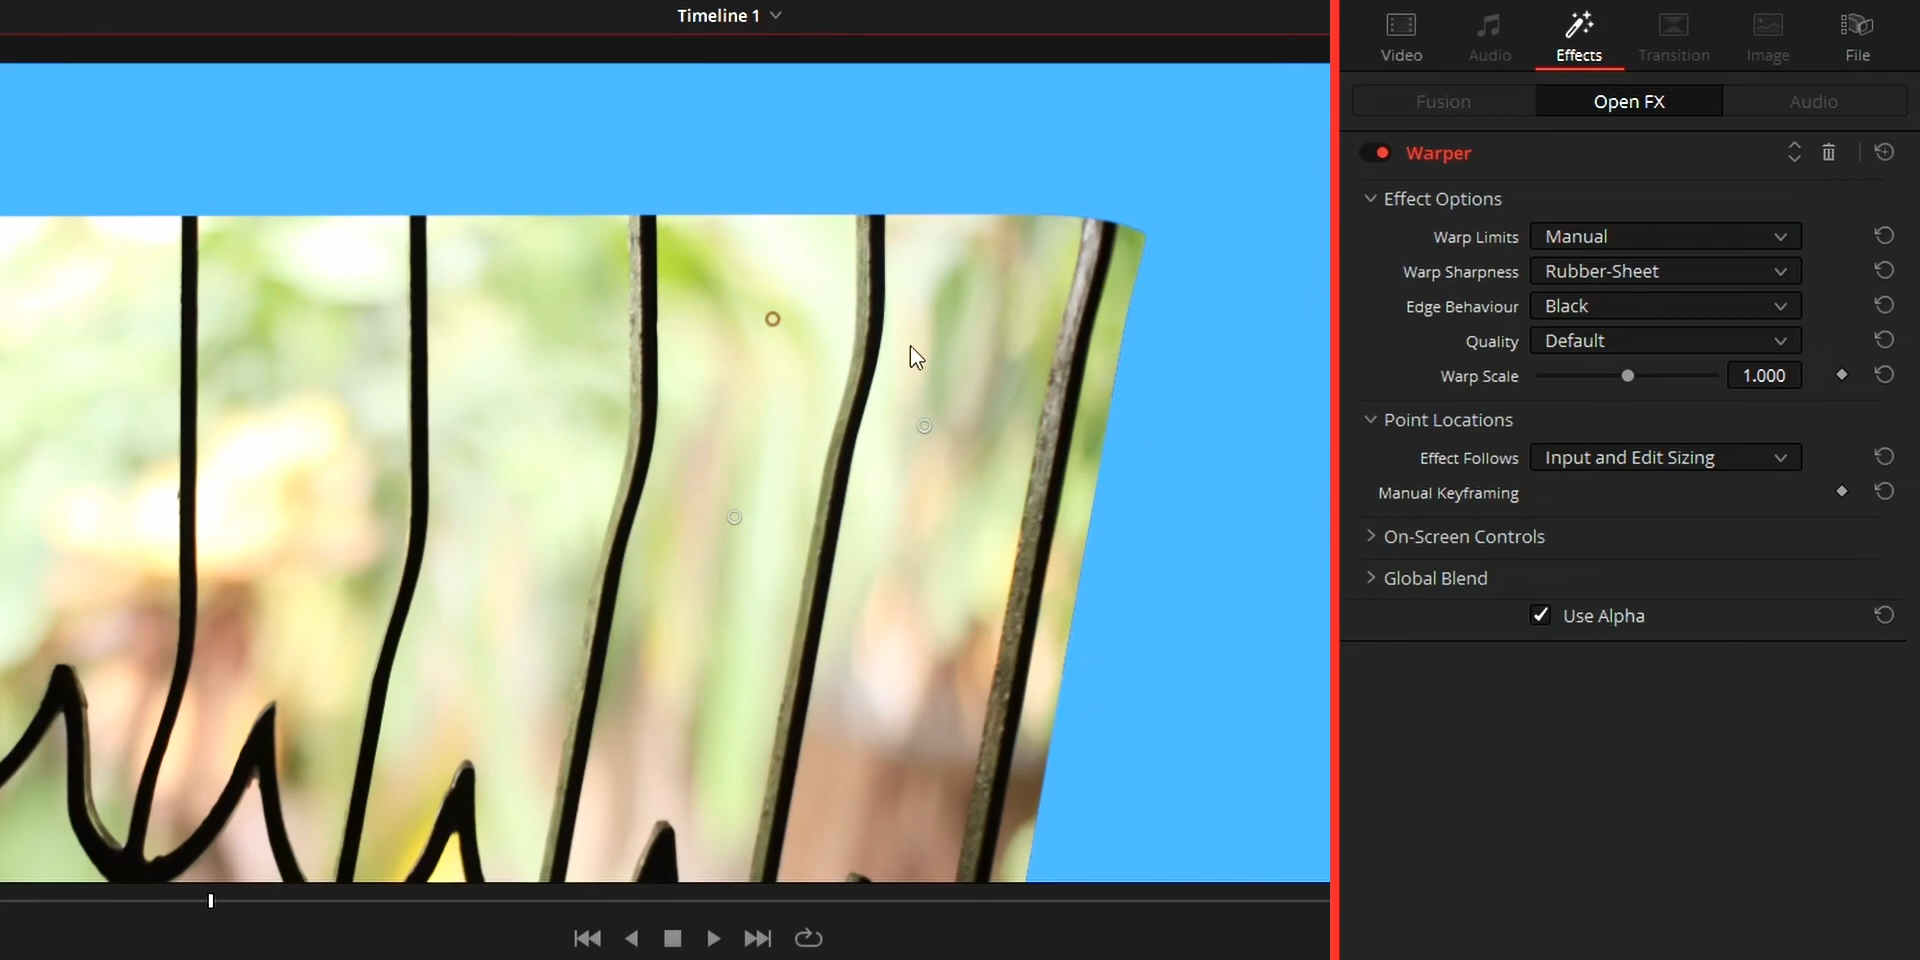 Timeline 1
Video Audio Effects Transition Image File
Fusion Open FX Audio
Warper
Effect Options
Warp Limits Manual
Warp Sharpness Rubber-Sheet
Edge Behaviour Black
Quality Default
Warp Scale 1.000
Point Locations
Effect Follows Input and Edit Sizing
Manual Keyframing
On-Screen Controls
Global Blend
Use Alpha